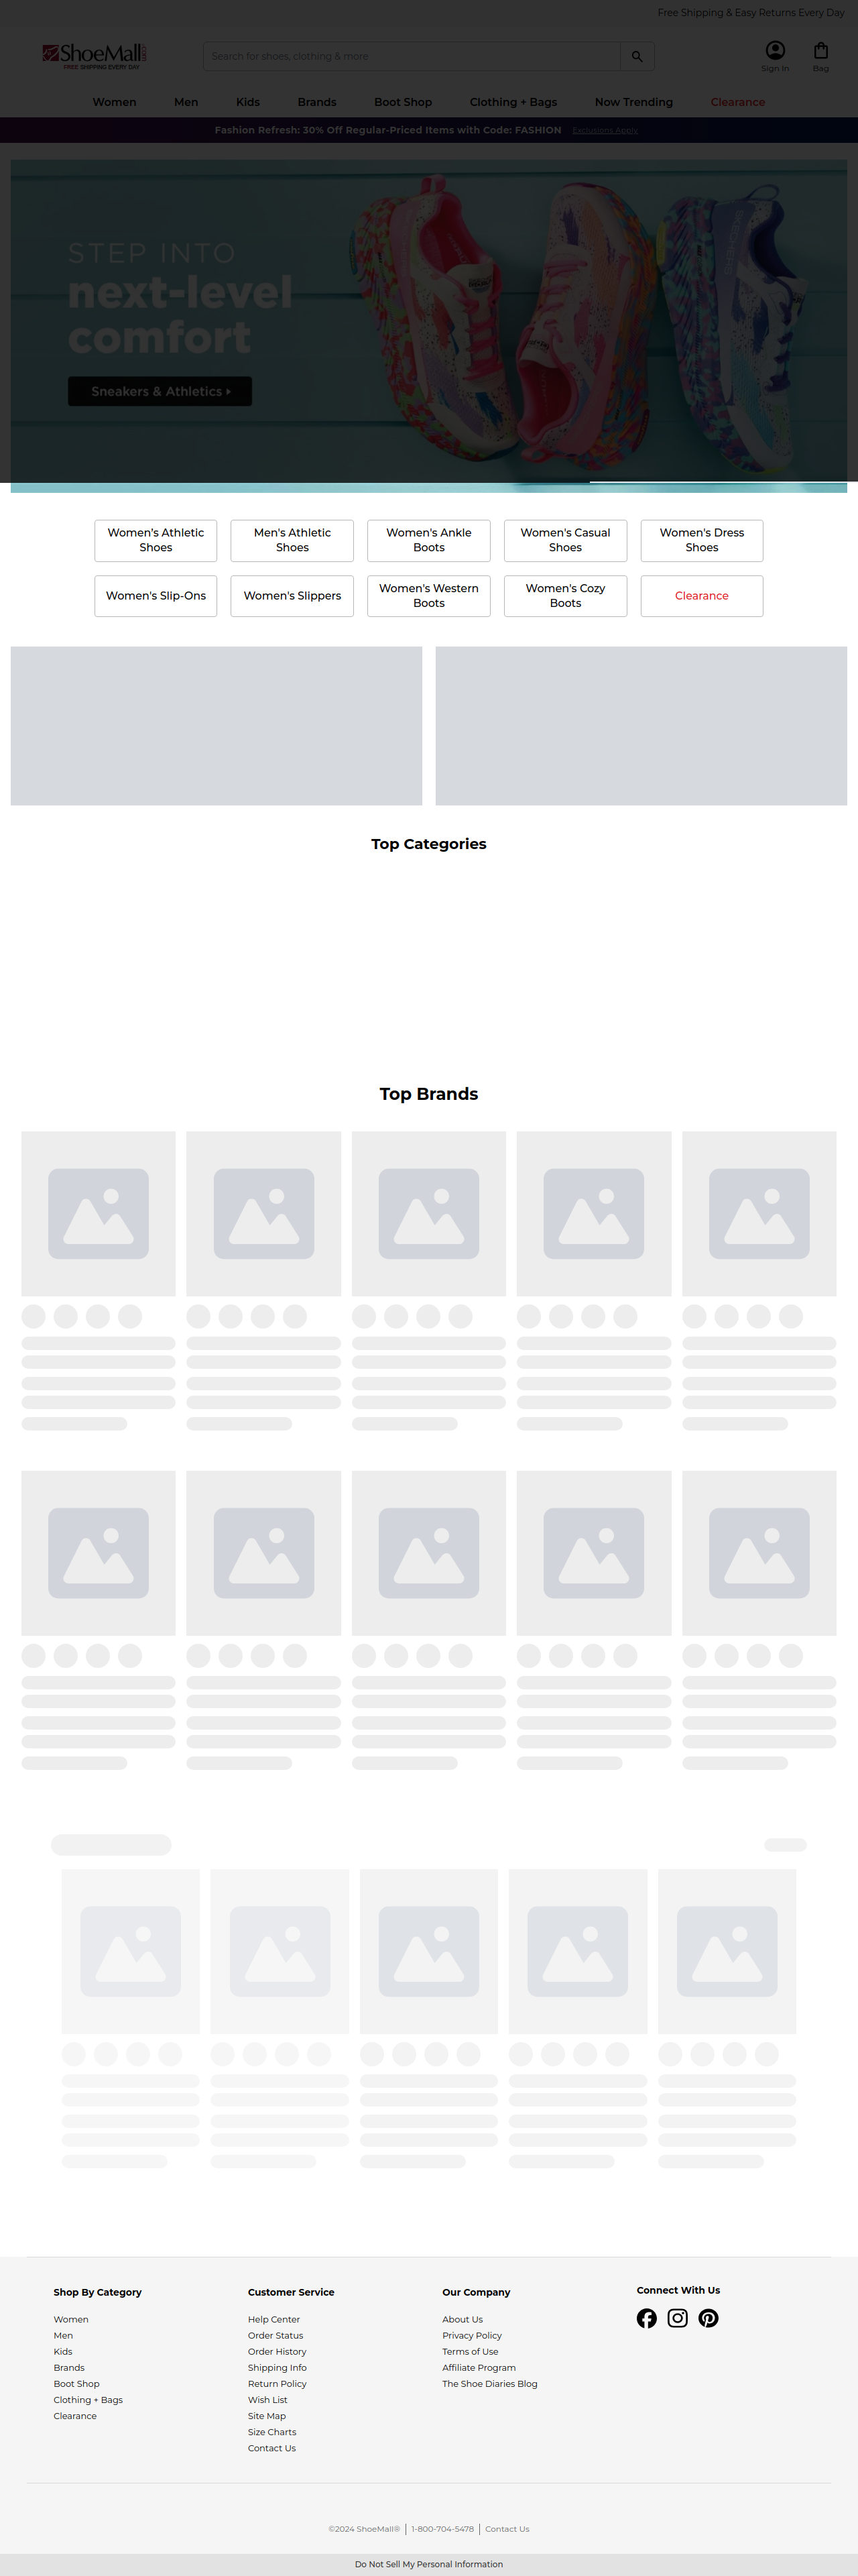 Free Shipping & Easy Returns Every Day
ShoeMall.com
FREE SHIPPING EVERY DAY
Search for shoes, clothing & more
Sign In
Bag
Women Men Kids Brands Boot Shop Clothing + Bags Now Trending Clearance
Fashion Refresh: 30% Off Regular-Priced Items with Code: FASHION Exclusions Apply
STEP INTO
next-level
comfort
Sneakers & Athletics
Women's Athletic Shoes
Men's Athletic Shoes
Women's Ankle Boots
Women's Casual Shoes
Women's Dress Shoes
Women's Slip-Ons
Women's Slippers
Women's Western Boots
Women's Cozy Boots
Clearance
Top Categories
Top Brands
Shop By Category
Women
Men
Kids
Brands
Boot Shop
Clothing + Bags
Clearance
Customer Service
Help Center
Order Status
Order History
Shipping Info
Return Policy
Wish List
Site Map
Size Charts
Contact Us
Our Company
About Us
Privacy Policy
Terms of Use
Affiliate Program
The Shoe Diaries Blog
Connect With Us
©2024 ShoeMall® | 1-800-704-5478 | Contact Us
Do Not Sell My Personal Information